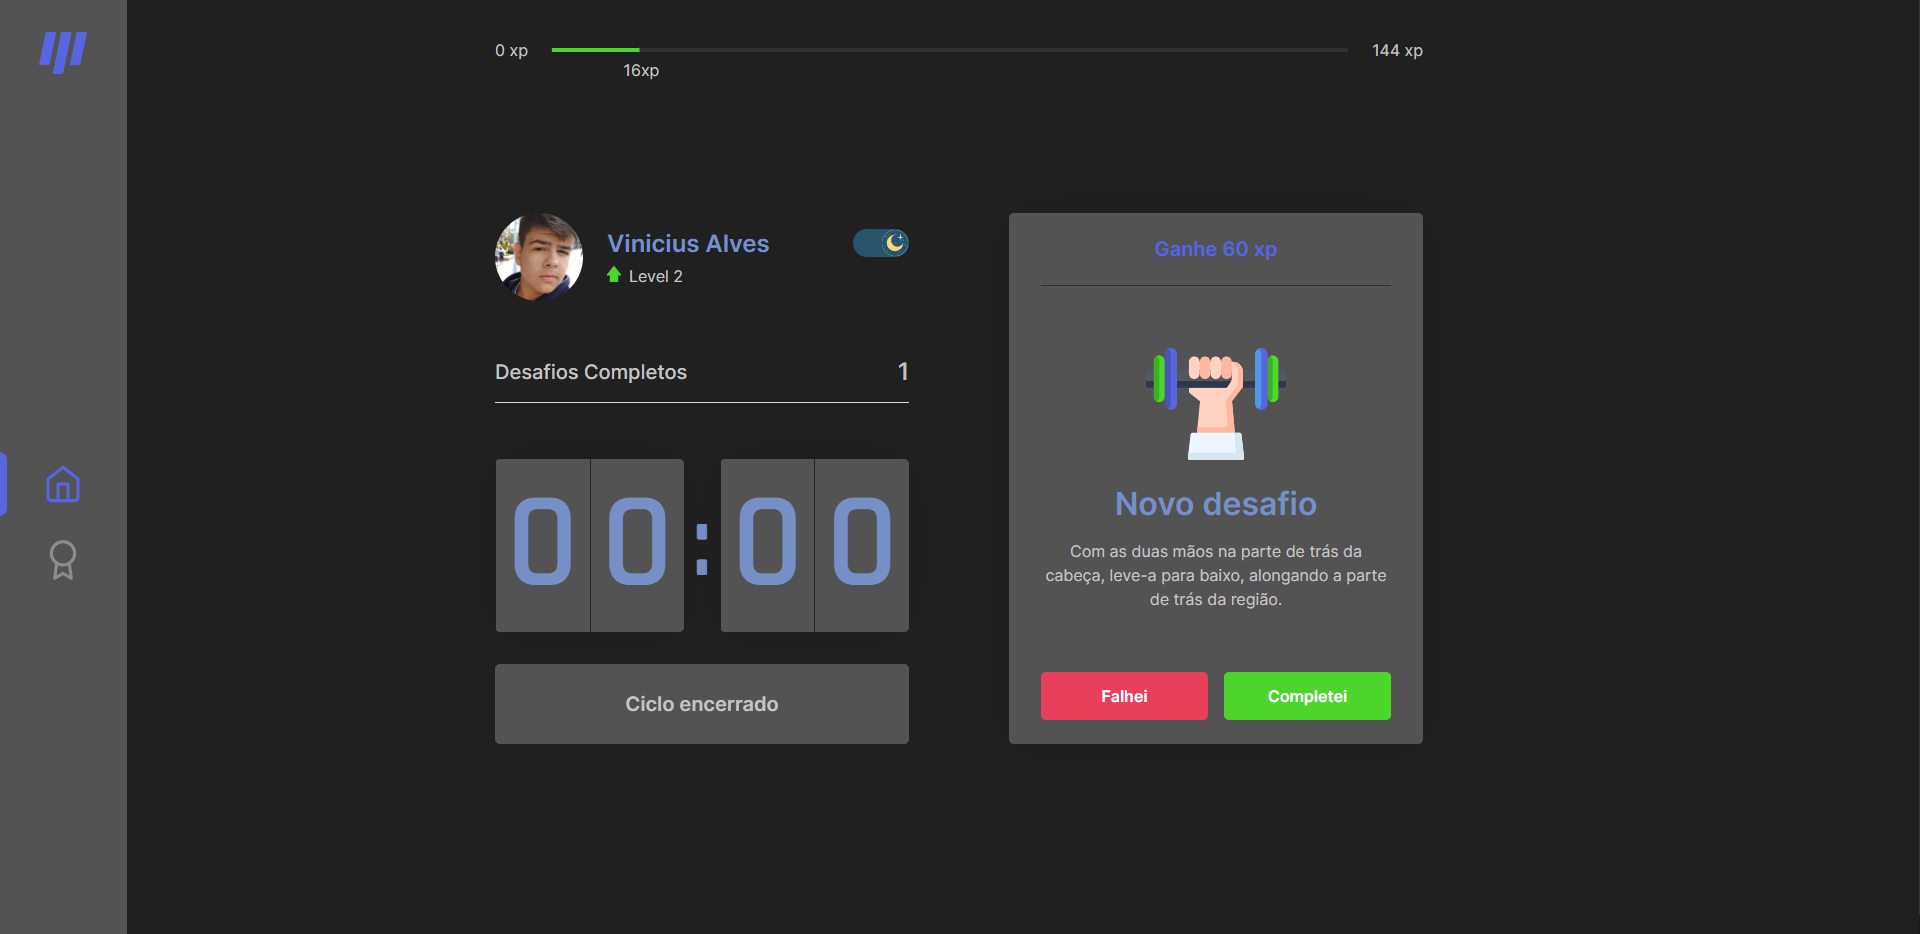 0 xp
144 xp
16xp
Vinicius Alves
Level 2
Desafios Completos 1
00:00
Ciclo encerrado
Ganhe 60 xp
Novo desafio
Com as duas mãos na parte de trás da
cabeça, leve-a para baixo, alongando a parte
de trás da região.
Falhei
Completei